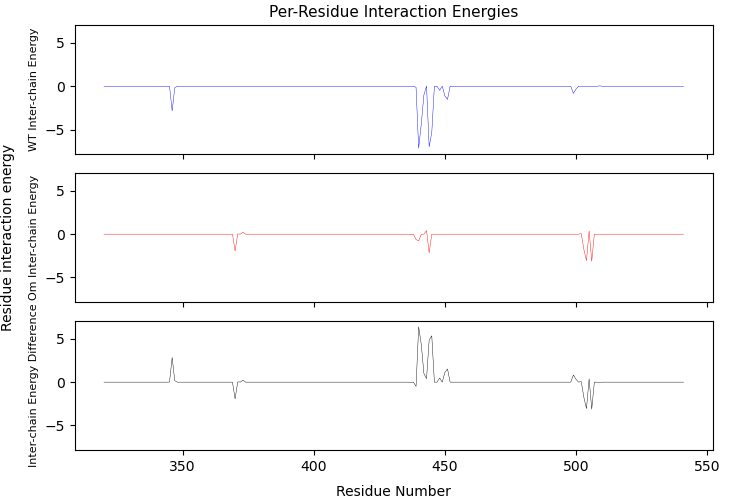 Per-Residue Interaction Energies
Residue interaction energy
WT Inter-chain Energy
5
0
−5
Om Inter-chain Energy
5
0
−5
Inter-chain Energy Difference
5
0
−5
350
400
450
500
550
Residue Number